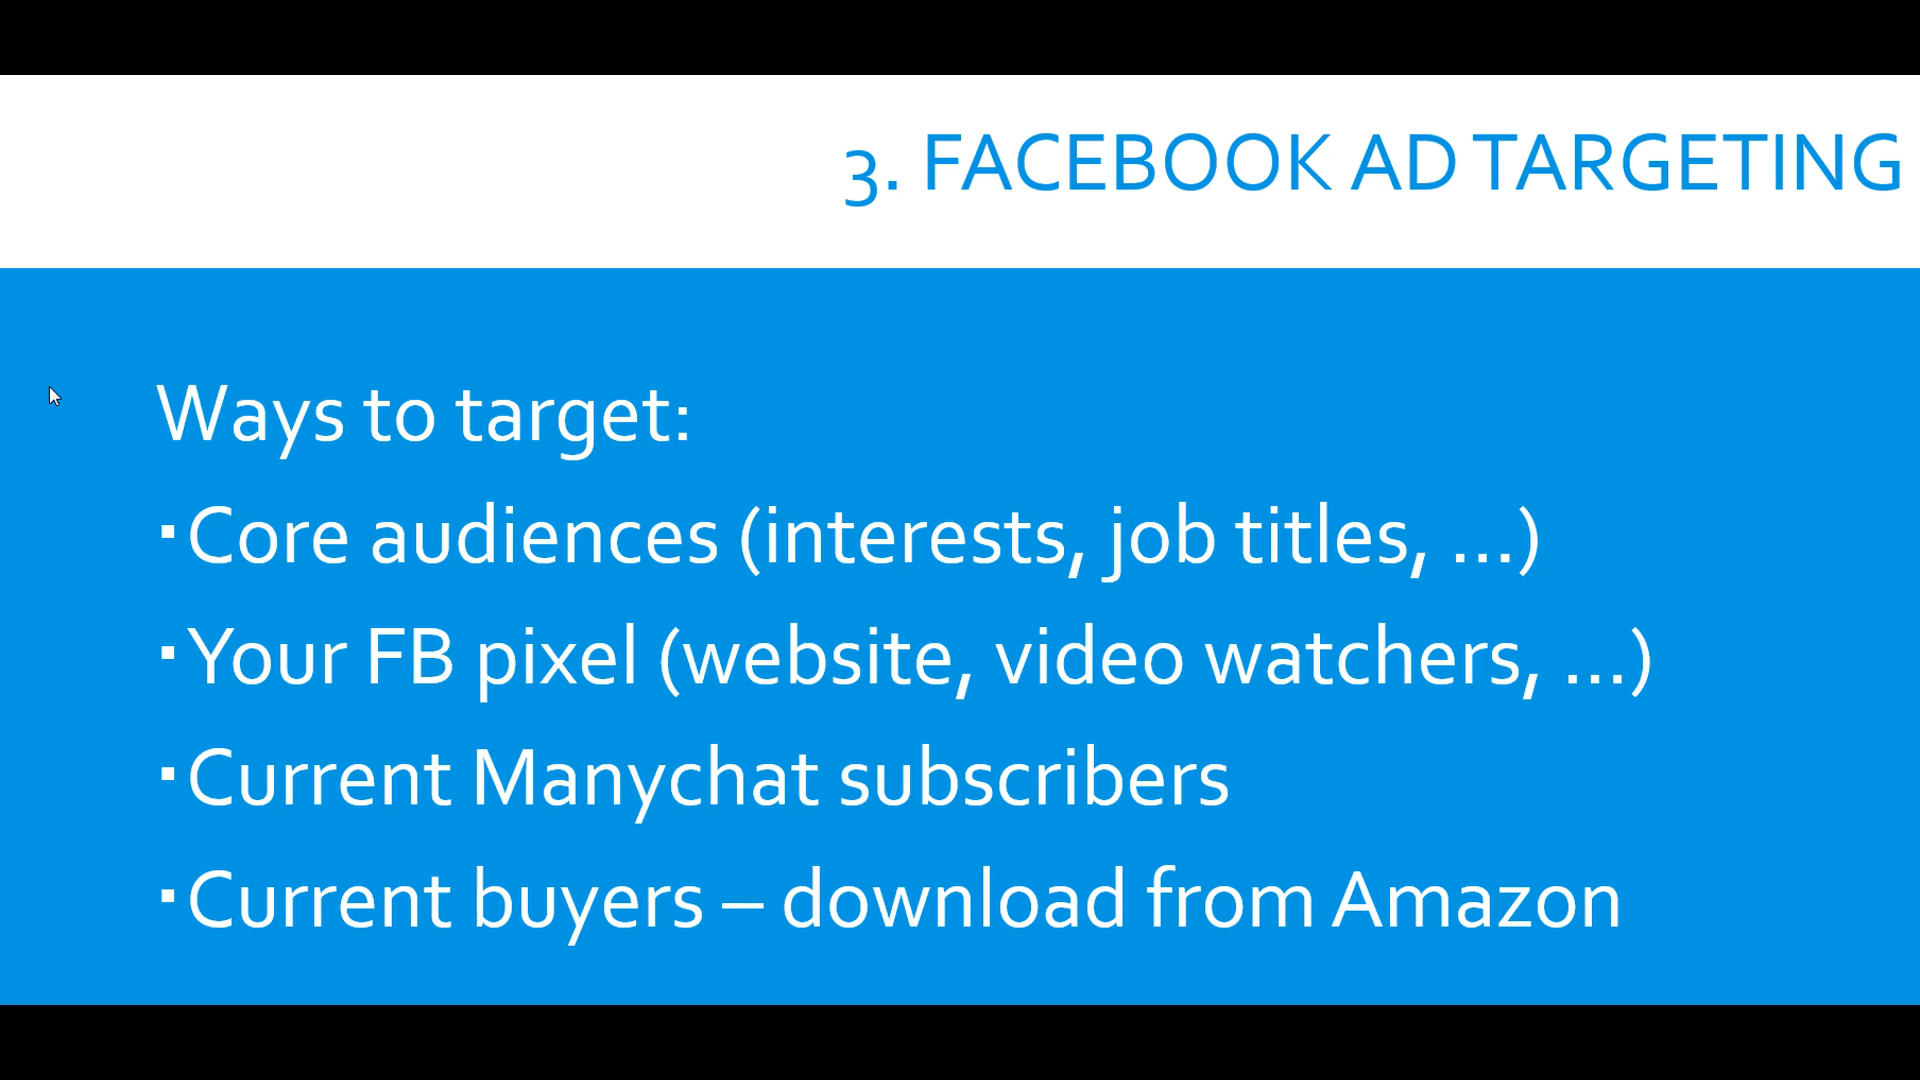 3. FACEBOOK AD TARGETING
Ways to target:
▪Core audiences (interests, job titles, ...)
▪Your FB pixel (website, video watchers, ...)
▪Current Manychat subscribers
▪Current buyers – download from Amazon